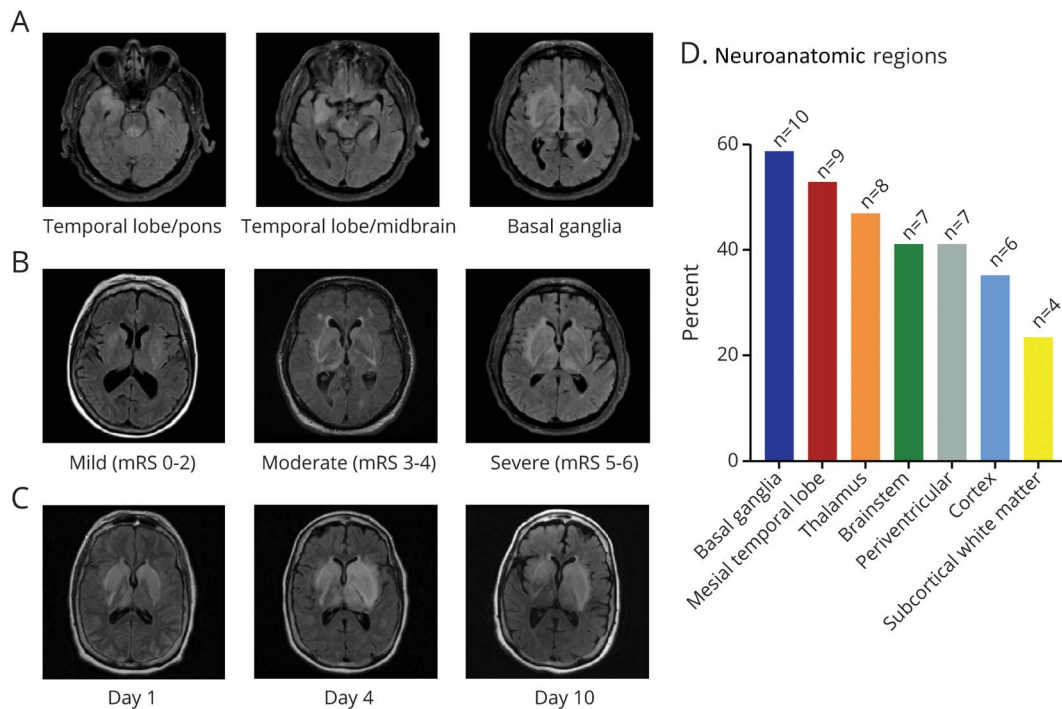 A
Temporal lobe/pons
Temporal lobe/midbrain
Basal ganglia
B
Mild (mRS 0-2)
Moderate (mRS 3-4)
Severe (mRS 5-6)
C
Day 1
Day 4
Day 10
D. Neuroanatomic regions
Percent
60
40
20
0
n=10
n=9
n=8
n=7
n=7
n=6
n=4
Basal ganglia
Mesial temporal lobe
Thalamus
Brainstem
Periventricular
Cortex
Subcortical white matter